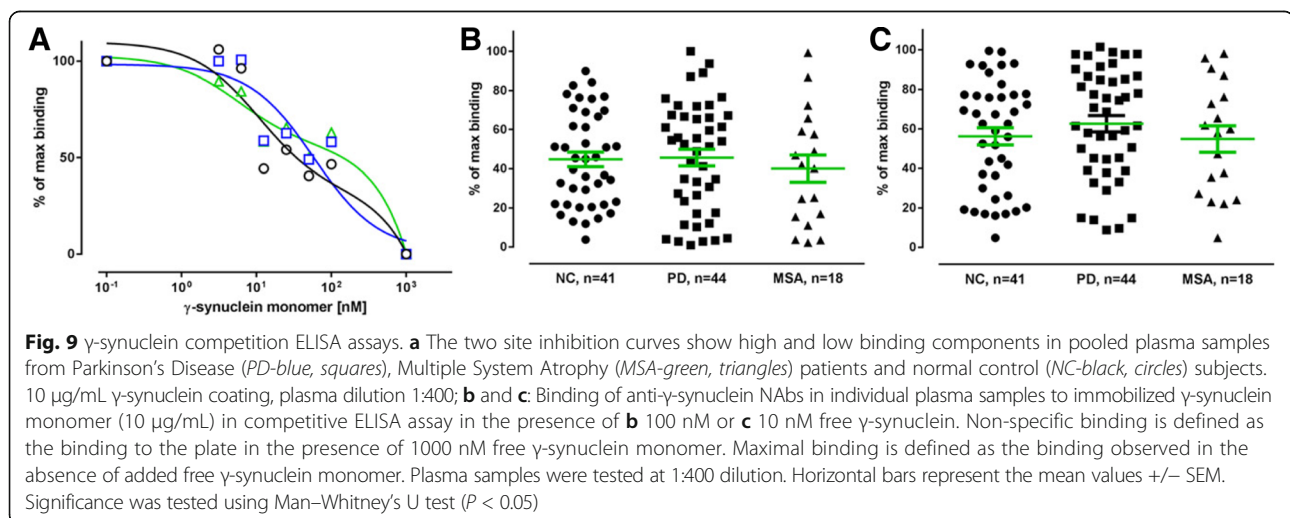 A
B
C
% of max binding
100
50
0
10⁻¹ 10⁰ 10¹ 10² 10³
γ-synuclein monomer [nM]
% of max binding
100
80
60
40
20
0
NC, n=41 PD, n=44 MSA, n=18
% of max binding
100
80
60
40
20
0
NC, n=41 PD, n=44 MSA, n=18
Fig. 9 γ-synuclein competition ELISA assays. a The two site inhibition curves show high and low binding components in pooled plasma samples
from Parkinson's Disease (PD-blue, squares), Multiple System Atrophy (MSA-green, triangles) patients and normal control (NC-black, circles) subjects.
10 μg/mL γ-synuclein coating, plasma dilution 1:400; b and c: Binding of anti-γ-synuclein NAbs in individual plasma samples to immobilized γ-synuclein
monomer (10 μg/mL) in competitive ELISA assay in the presence of b 100 nM or c 10 nM free γ-synuclein. Non-specific binding is defined as
the binding to the plate in the presence of 1000 nM free γ-synuclein monomer. Maximal binding is defined as the binding observed in the
absence of added free γ-synuclein monomer. Plasma samples were tested at 1:400 dilution. Horizontal bars represent the mean values +/− SEM.
Significance was tested using Man–Whitney's U test (P < 0.05)